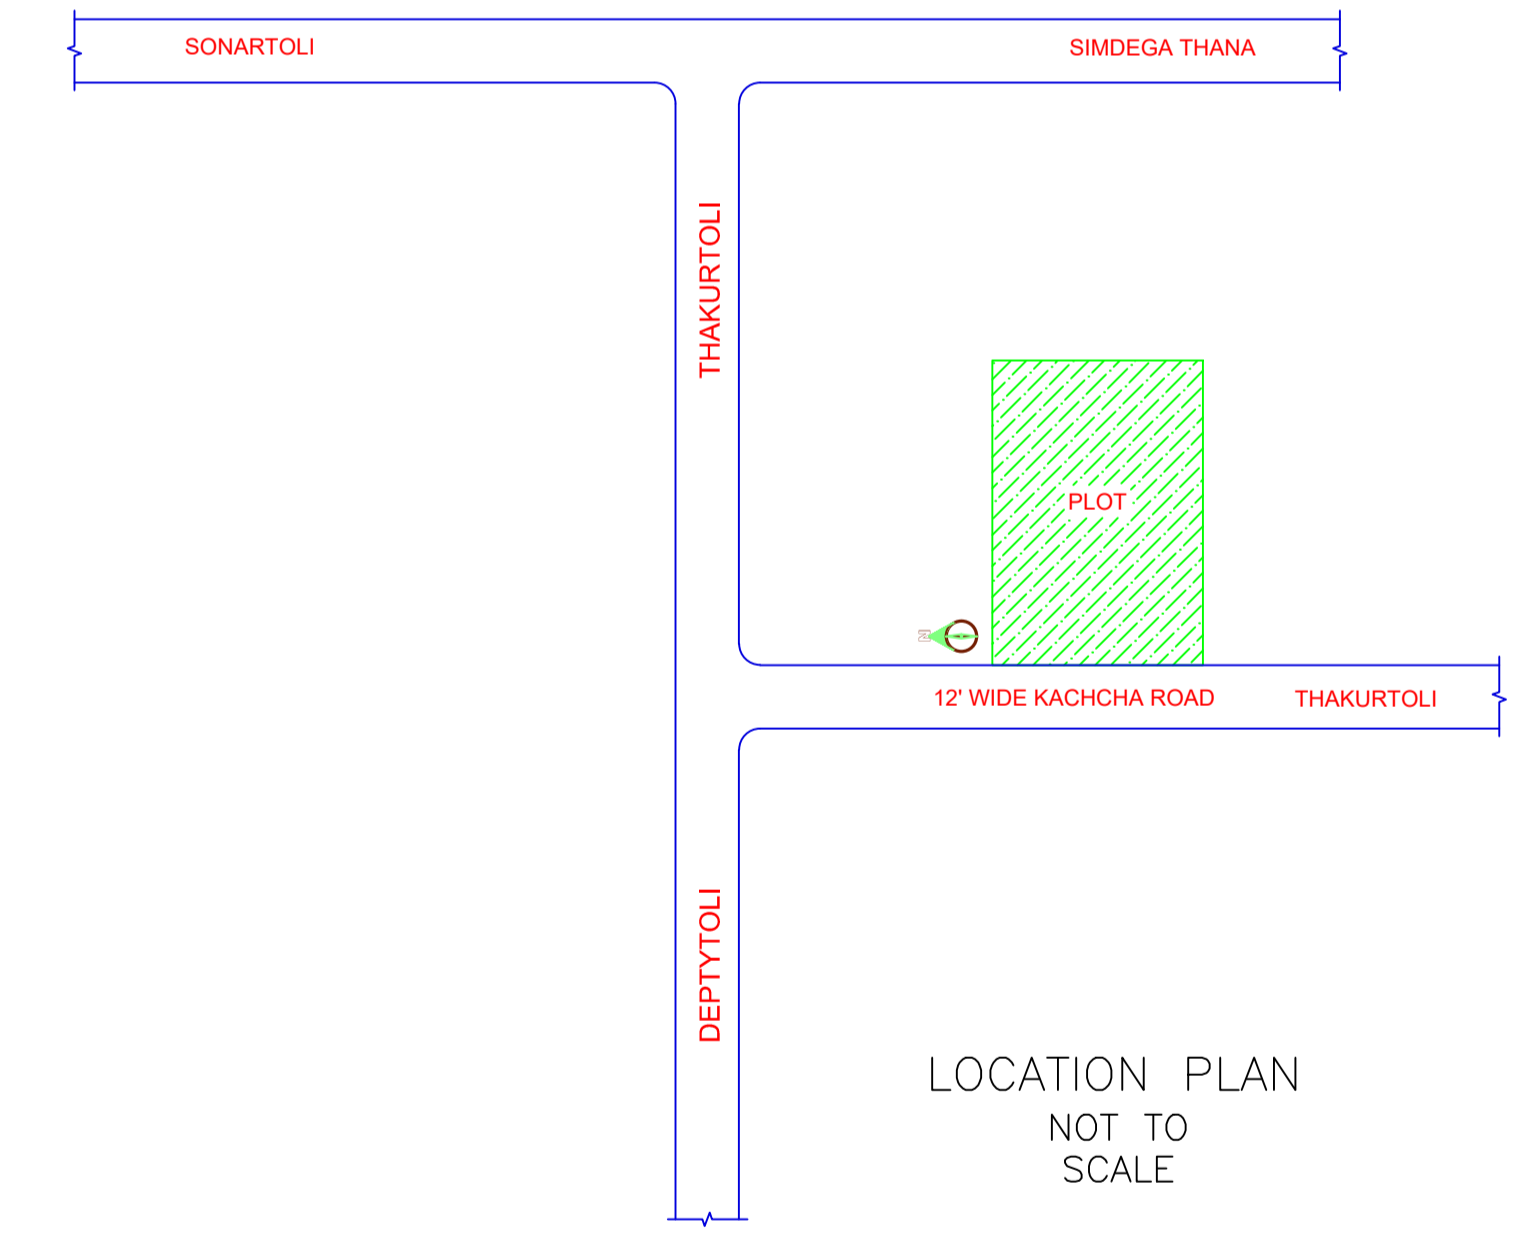 SONARTOLI
SIMDEGA THANA
THAKURTOLI
PLOT
N
12' WIDE KACHCHA ROAD
THAKURTOLI
DEPTYTOLI
LOCATION PLAN
NOT TO
SCALE